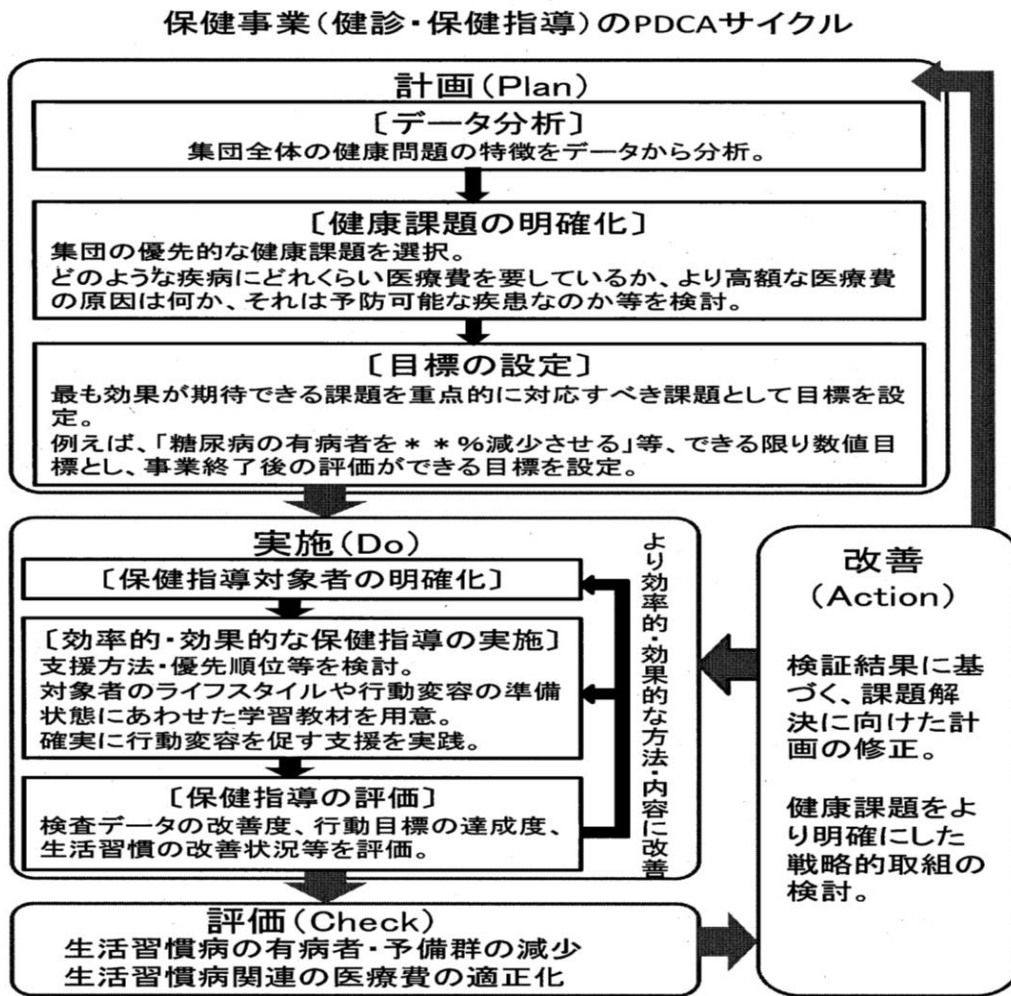 保健事業(健診・保健指導)のPDCAサイクル
計画(Plan)
〔データ分析〕
集団全体の健康問題の特徴をデータから分析。
〔健康課題の明確化〕
集団の優先的な健康課題を選択。
どのような疾病にどれくらい医療費を要しているか、より高額な医療費
の原因は何か、それは予防可能な疾患なのか等を検討。
〔目標の設定〕
最も効果が期待できる課題を重点的に対応すべき課題として目標を設
定。
例えば、「糖尿病の有病者を＊＊%減少させる」等、できる限り数値目
標とし、事業終了後の評価ができる目標を設定。
実施(Do)
〔保健指導対象者の明確化〕
〔効率的・効果的な保健指導の実施〕
支援方法・優先順位等を検討。
対象者のライフスタイルや行動変容の準備
状態にあわせた学習教材を用意。
確実に行動変容を促す支援を実践。
〔保健指導の評価〕
検査データの改善度、行動目標の達成度、
生活習慣の改善状況等を評価。
より効率的・効果的な方法・内容に改善
評価(Check)
生活習慣病の有病者・予備群の減少
生活習慣病関連の医療費の適正化
改善
(Action)
検証結果に基
づく、課題解
決に向けた計
画の修正。
健康課題をよ
り明確にした
戦略的取組の
検討。